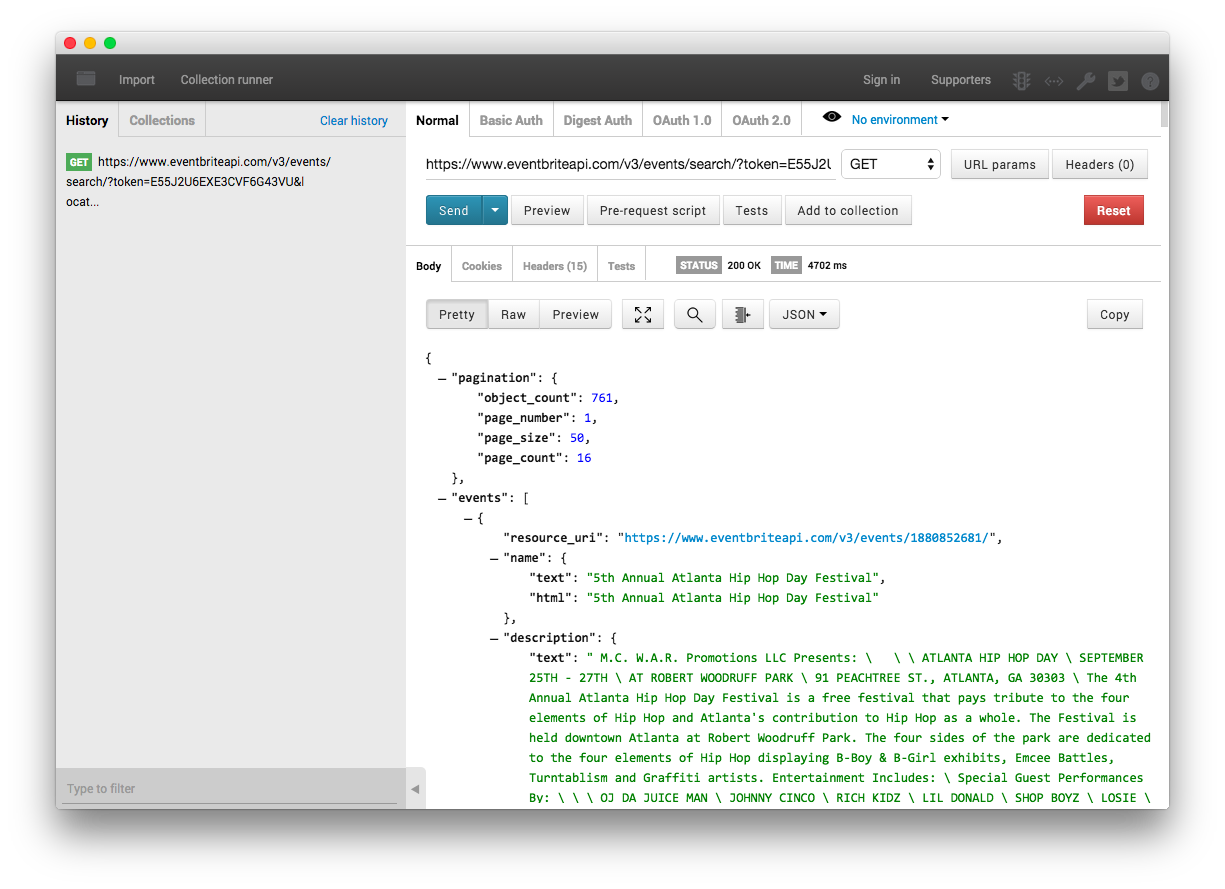 Import Collection runner Sign in Supporters
History Collections Clear history
GET https://www.eventbriteapi.com/v3/events/
search/?token=E55J2U6EXE3CVF6G43VU&l
ocat...
Type to filter
Normal Basic Auth Digest Auth OAuth 1.0 OAuth 2.0 No environment
https://www.eventbriteapi.com/v3/events/search/?token=E55J2U GET URL params Headers (0)
Send Preview Pre-request script Tests Add to collection Reset
Body Cookies Headers (15) Tests STATUS 200 OK TIME 4702 ms
Pretty Raw Preview JSON Copy
{
"pagination": {
"object_count": 761,
"page_number": 1,
"page_size": 50,
"page_count": 16
},
"events": [
{
"resource_uri": "https://www.eventbriteapi.com/v3/events/1880852681/",
"name": {
"text": "5th Annual Atlanta Hip Hop Day Festival",
"html": "5th Annual Atlanta Hip Hop Day Festival"
},
"description": {
"text": " M.C. W.A.R. Promotions LLC Presents: \ \ \ ATLANTA HIP HOP DAY \ SEPTEMBER
25TH - 27TH \ AT ROBERT WOODRUFF PARK \ 91 PEACHTREE ST., ATLANTA, GA 30303 \ The 4th
Annual Atlanta Hip Hop Day Festival is a free festival that pays tribute to the four
elements of Hip Hop and Atlanta's contribution to Hip Hop as a whole. The Festival is
held downtown Atlanta at Robert Woodruff Park. The four sides of the park are dedicated
to the four elements of Hip Hop displaying B-Boy & B-Girl exhibits, Emcee Battles,
Turntablism and Graffiti artists. Entertainment Includes: \ Special Guest Performances
By: \ \ \ OJ DA JUICE MAN \ JOHNNY CINCO \ RICH KIDZ \ LIL DONALD \ SHOP BOYZ \ LOSIE \